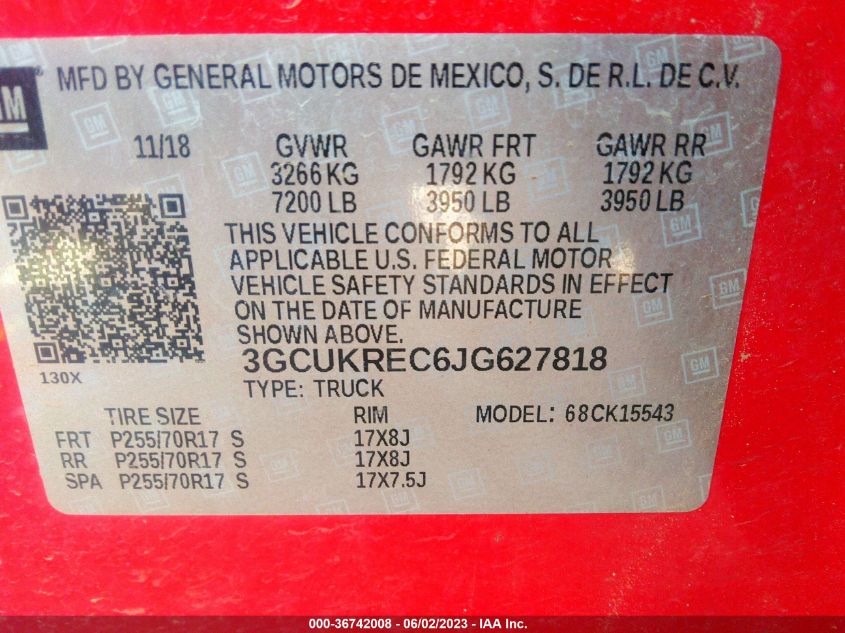 GM
MFD BY GENERAL MOTORS DE MEXICO, S. DE R.L. DE C.V.
11/18 GVWR GAWR FRT GAWR RR
3266 KG 1792 KG 1792 KG
7200 LB 3950 LB 3950 LB
THIS VEHICLE CONFORMS TO ALL
APPLICABLE U.S. FEDERAL MOTOR
VEHICLE SAFETY STANDARDS IN EFFECT
ON THE DATE OF MANUFACTURE
SHOWN ABOVE.
3GCUKREC6JG627818
130X
TYPE: TRUCK
TIRE SIZE RIM MODEL: 68CK15543
FRT P255/70R17 S 17X8J
RR P255/70R17 S 17X8J
SPA P255/70R17 S 17X7.5J
000-36742008 - 06/02/2023 - IAA Inc.